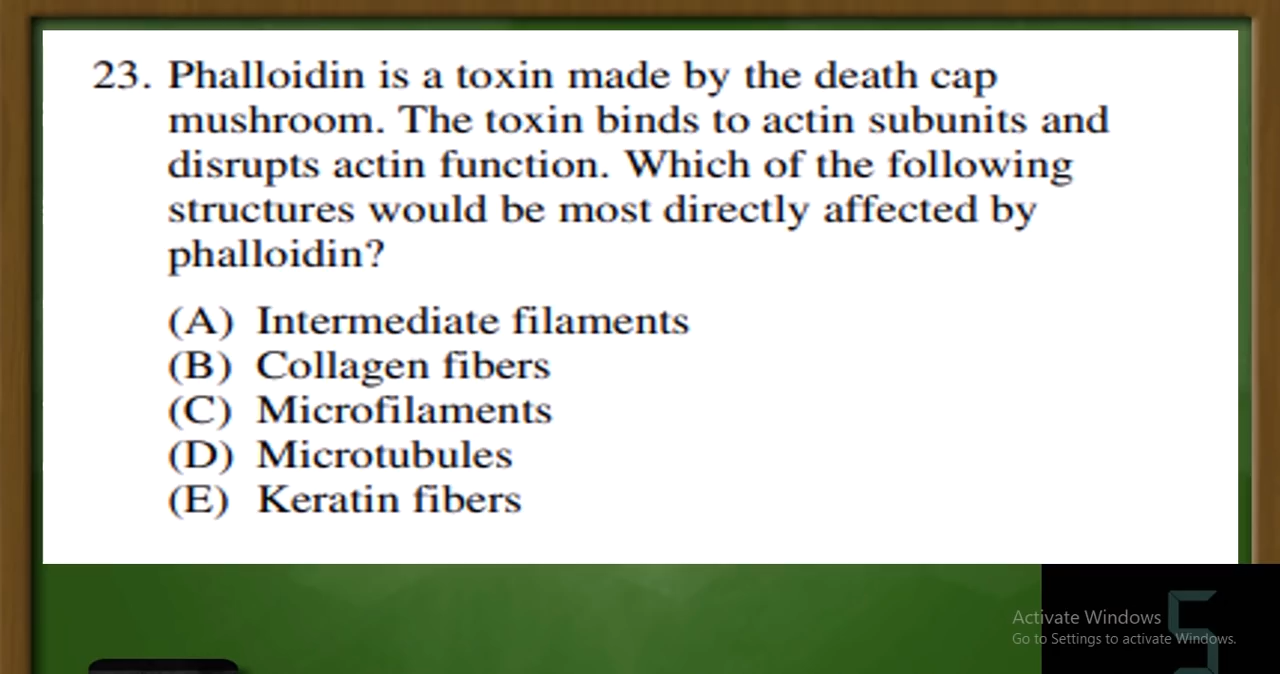 23. Phalloidin is a toxin made by the death cap
mushroom. The toxin binds to actin subunits and
disrupts actin function. Which of the following
structures would be most directly affected by
phalloidin?
(A) Intermediate filaments
(B) Collagen fibers
(C) Microfilaments
(D) Microtubules
(E) Keratin fibers
Activate Windows
Go to Settings to activate Windows.
5